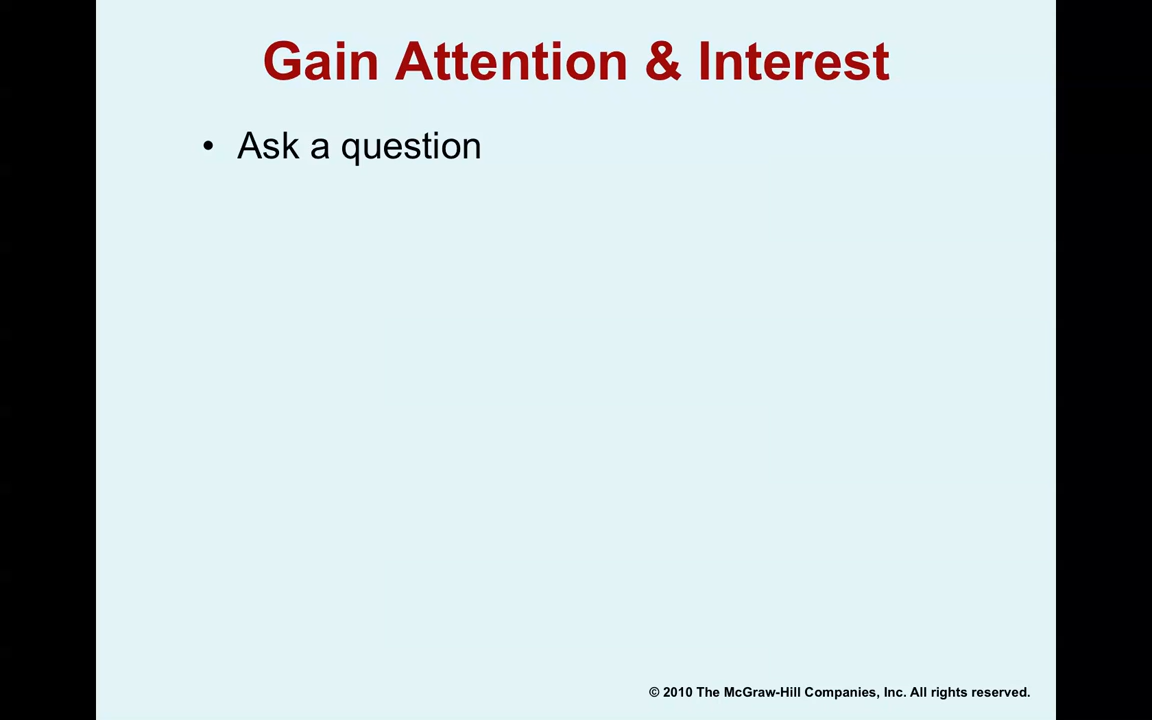 Gain Attention & Interest
• Ask a question
© 2010 The McGraw-Hill Companies, Inc. All rights reserved.